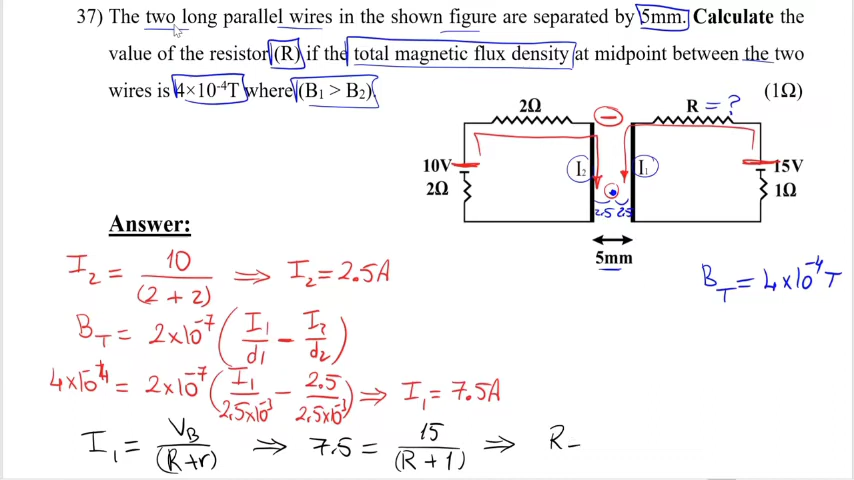 37) The two long parallel wires in the shown figure are separated by 5mm. Calculate the
value of the resistor (R) if the total magnetic flux density at midpoint between the two
wires is 4×10⁻⁴T where (B₁ > B₂).
(1Ω)
2Ω
R = ?
10V
2Ω
I₂
I₁
15V
1Ω
2.5 2.5
5mm
Answer:
I₂ = 10/(2 + 2) ⇒ I₂ = 2.5A
B_T = 4×10⁻⁴ T
B_T = 2×10⁻⁷ (I₁/d₁ − I₂/d₂)
4×10⁻⁴ = 2×10⁻⁷ (I₁/2.5×10⁻³ − 2.5/2.5×10⁻³) ⇒ I₁ = 7.5A
I₁ = V_B/(R+r) ⇒ 7.5 = 15/(R + 1) ⇒ R −